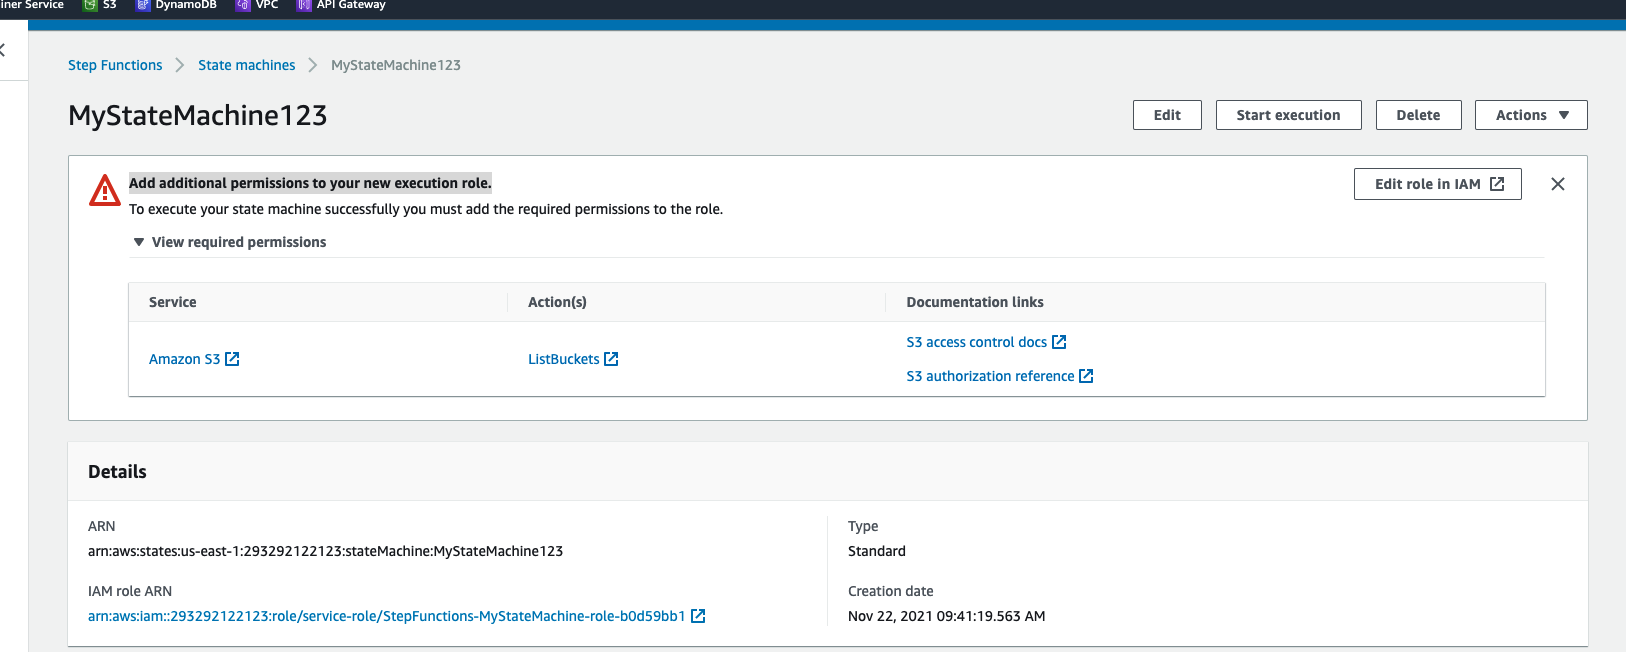 iner Service S3 DynamoDB VPC API Gateway
Step Functions State machines MyStateMachine123
MyStateMachine123
Edit Start execution Delete Actions
Add additional permissions to your new execution role.
Edit role in IAM
To execute your state machine successfully you must add the required permissions to the role.
View required permissions
Service Action(s) Documentation links
Amazon S3 ListBuckets S3 access control docs
S3 authorization reference
Details
ARN
arn:aws:states:us-east-1:293292122123:stateMachine:MyStateMachine123
IAM role ARN
arn:aws:iam::293292122123:role/service-role/StepFunctions-MyStateMachine-role-b0d59bb1
Type
Standard
Creation date
Nov 22, 2021 09:41:19.563 AM